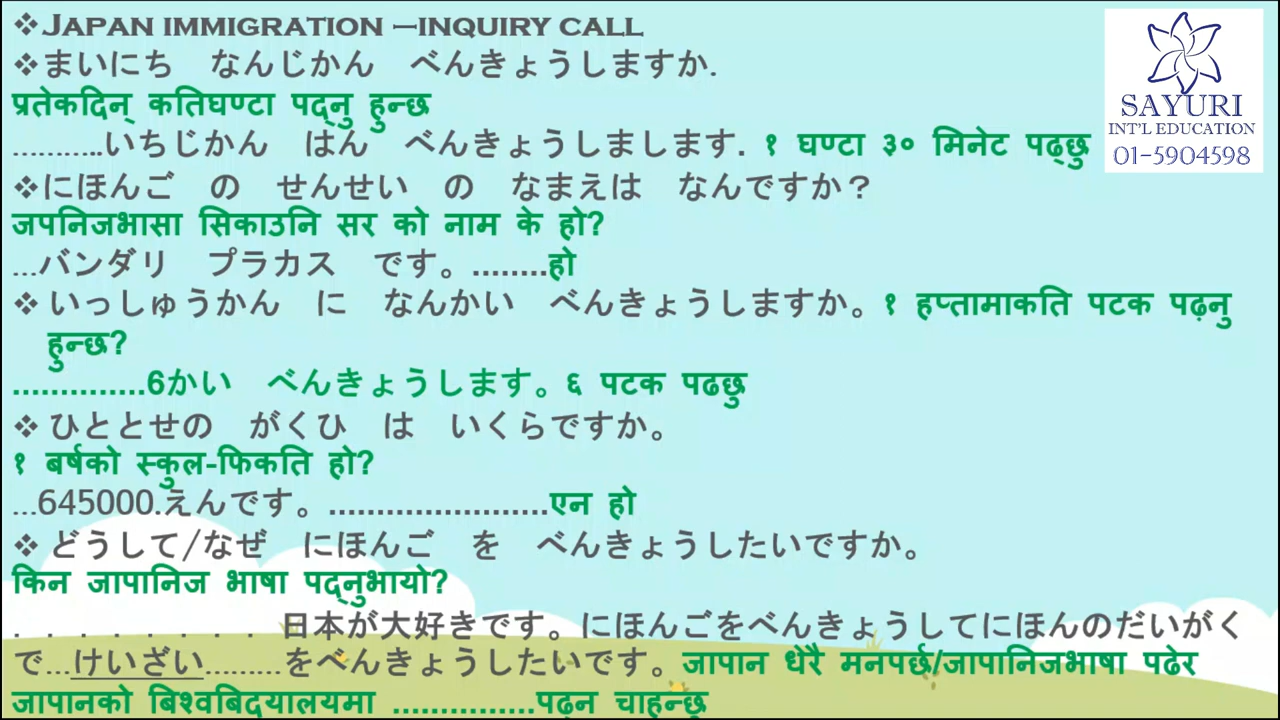 ❖JAPAN IMMIGRATION –INQUIRY CALL
❖まいにち　なんじかん　べんきょうしますか.
प्रतेकदिन् कतिघण्टा पद्नु हुन्छ
………..いちじかん　はん　べんきょうしまします. १ घण्टा ३० मिनेट पढ्छु
❖にほんご　の　せんせい　の　なまえは　なんですか？
जपनिजभासा सिकाउनि सर को नाम के हो?
...バンダリ　プラカス　です。........हो
❖ いっしゅうかん　に　なんかい　べんきょうしますか。१ हप्तामाकति पटक पढ़नु
हुन्छ?
..............6かい　べんきょうします。६ पटक पढछु
❖ ひととせの　がくひ　は　いくらですか。
१ बर्षको स्कुल-फिकति हो?
...645000.えんです。.......................एन हो
❖ どうして/なぜ　にほんご　を　べんきょうしたいですか。
किन जापानिज भाषा पद्नुभायो?
．．．．．．．．．日本が大好きです。にほんごをべんきょうしてにほんのだいがく
で...けいざい.........をべんきょうしたいです。जापान धेरै मनपर्छ/जापानिजभाषा पढेर
जापानको बिश्वबिद्यालयमा ...............पढ्न चाहन्छ्
SAYURI
INT'L EDUCATION
01-5904598